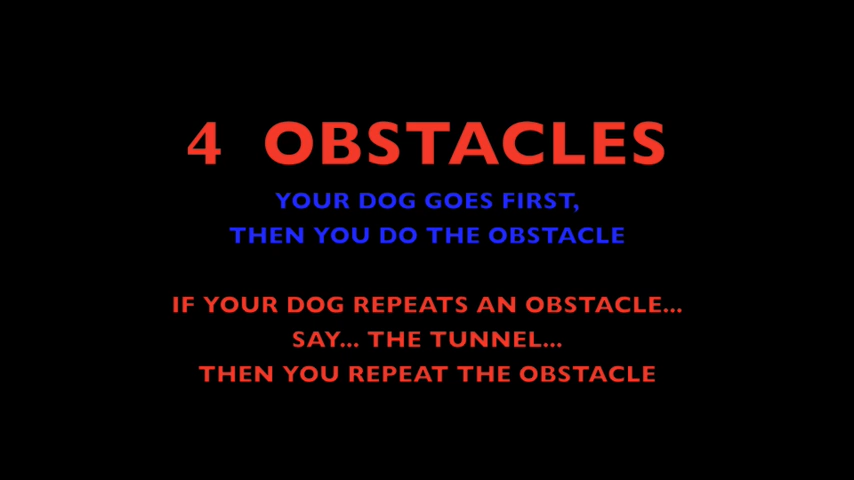 4 OBSTACLES
YOUR DOG GOES FIRST,
THEN YOU DO THE OBSTACLE
IF YOUR DOG REPEATS AN OBSTACLE...
SAY... THE TUNNEL...
THEN YOU REPEAT THE OBSTACLE